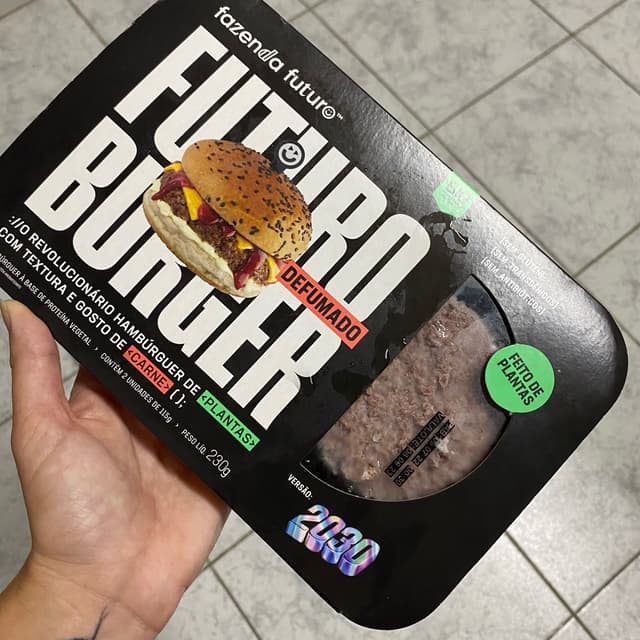 fazenda futuro™
FUTURO
BURGER
DEFUMADO
://O REVOLUCIONÁRIO HAMBÚRGUER DE <PLANTAS>
COM TEXTURA E GOSTO DE <CARNE> ( );
HAMBÚRGUER À BASE DE PROTEÍNA VEGETAL , CONTÉM 2 UNIDADES DE 115g , PESO LÍQ. 230g
FEITO DE
PLANTAS
VERSÃO:
2030